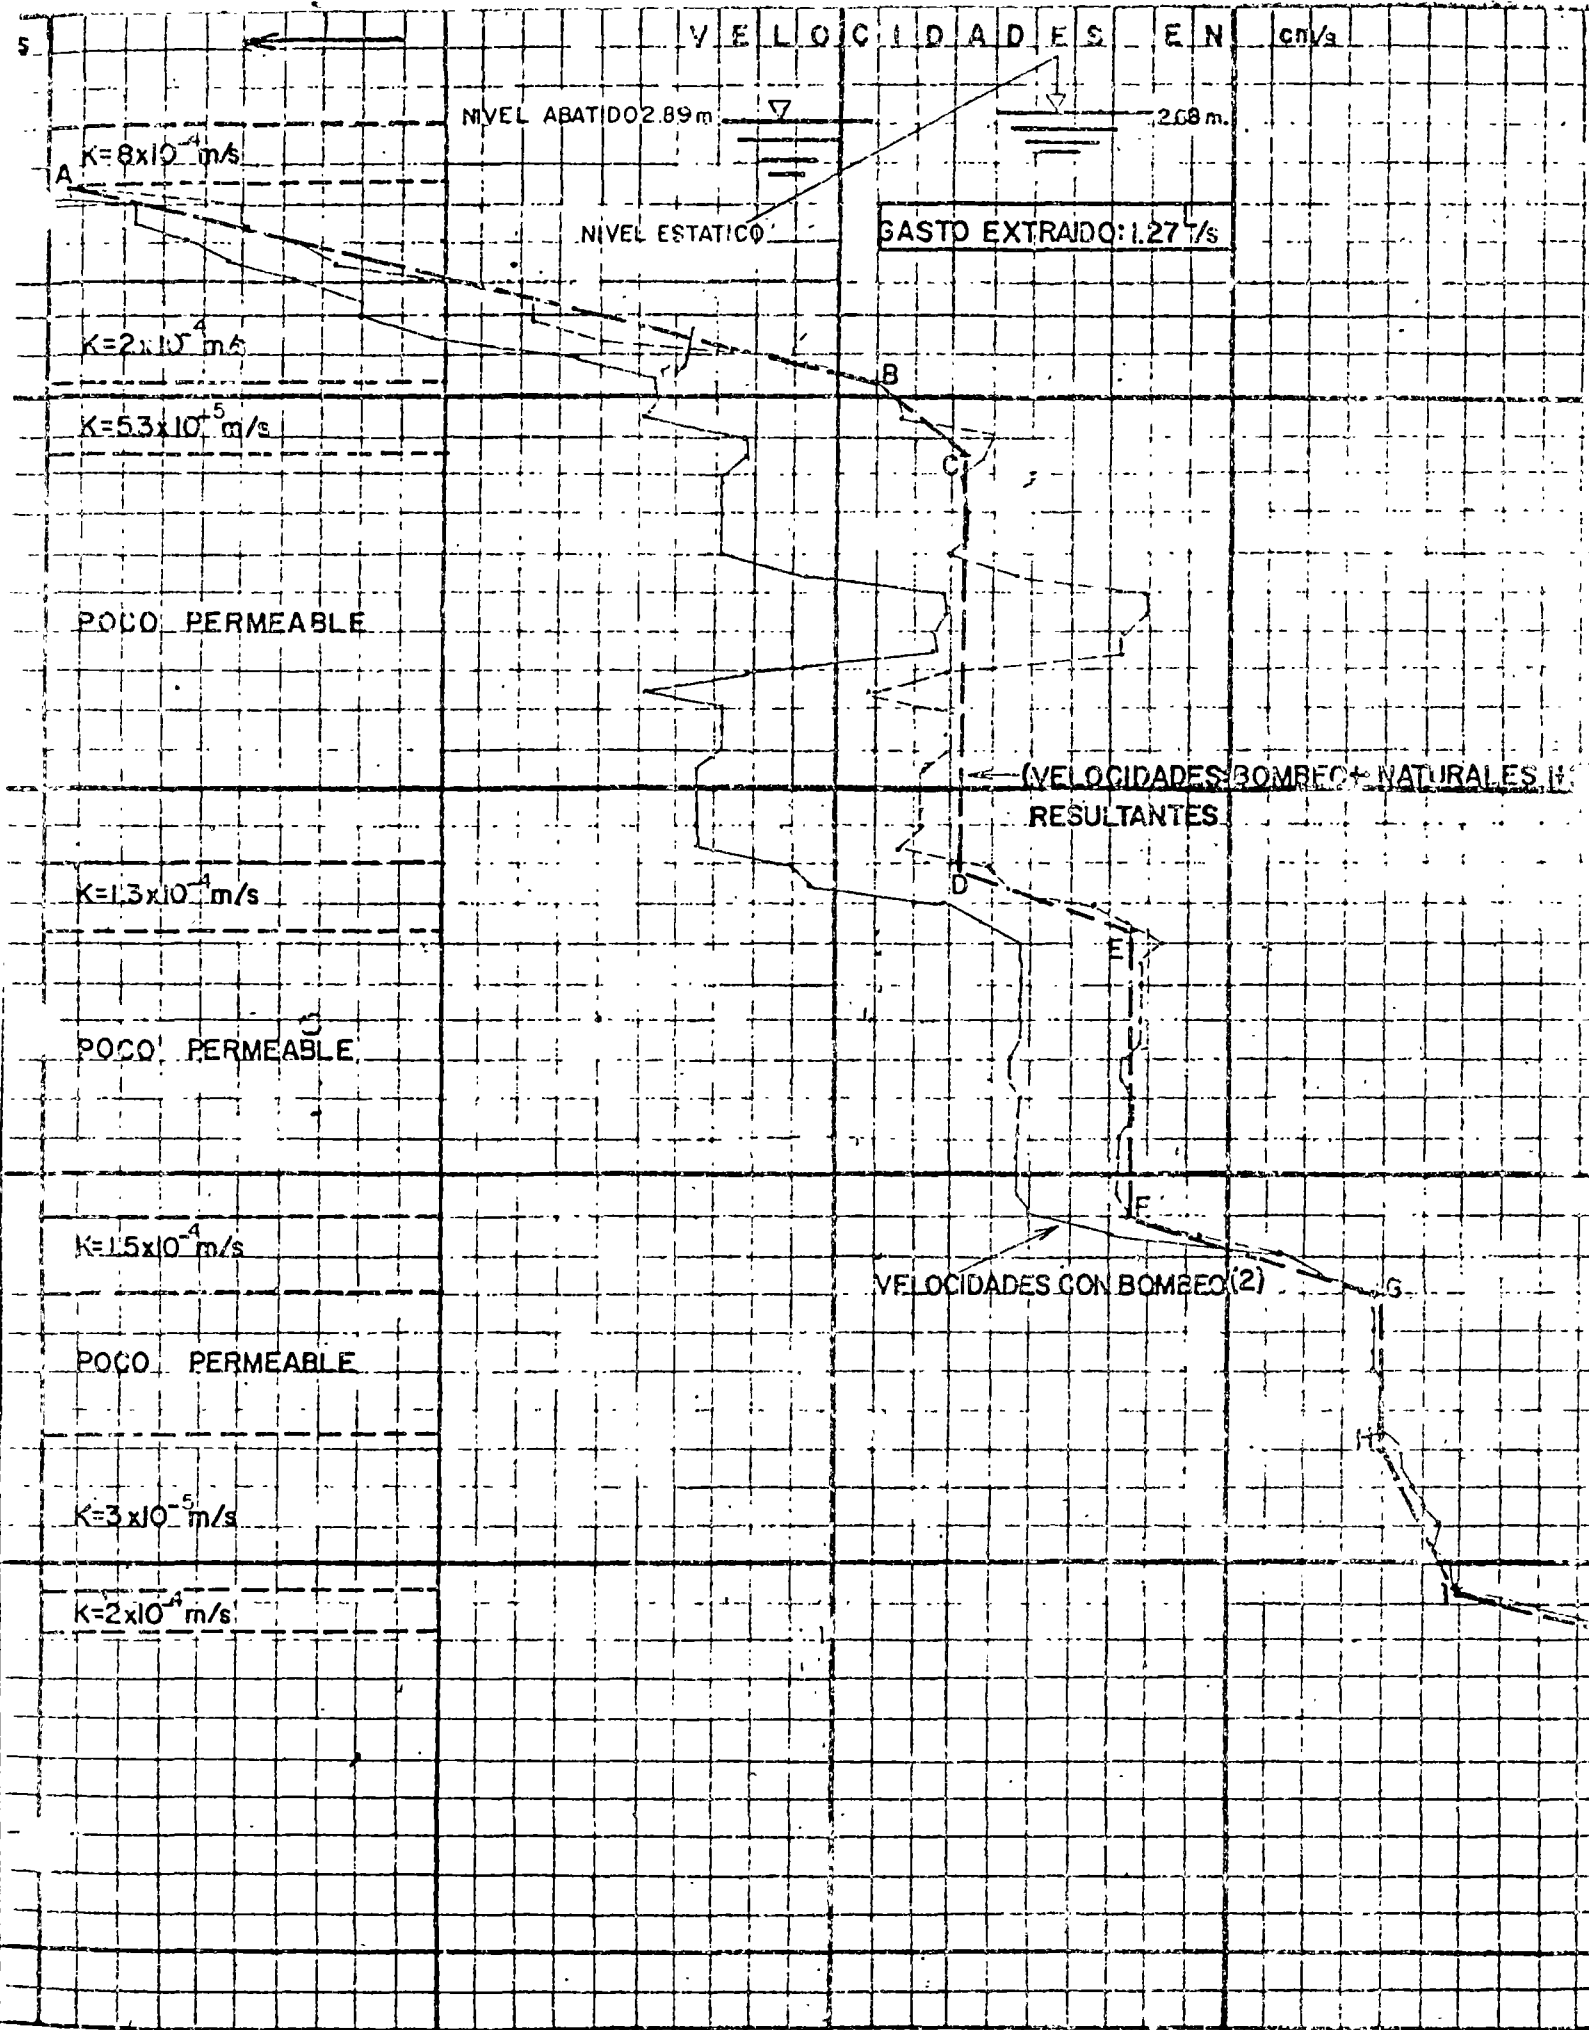 5
VELOCIDADES EN cm/s
NIVEL ABATIDO 2.89 m
2.68 m.
K=8x10⁻⁴ m/s
A
NIVEL ESTATICO
GASTO EXTRAIDO: 1.27 l/s
K=2x10⁻⁴ m/s
B
K=5.3x10⁻⁵ m/s
C
POCO PERMEABLE
(VELOCIDADES BOMBEO + NATURALES
RESULTANTES
D
K=1.3x10⁻⁴ m/s
E
POCO PERMEABLE
F
K=1.5x10⁻⁴ m/s
VELOCIDADES CON BOMBEO (2)
G
POCO PERMEABLE
H
K=3x10⁻⁵ m/s
I
K=2x10⁻⁴ m/s